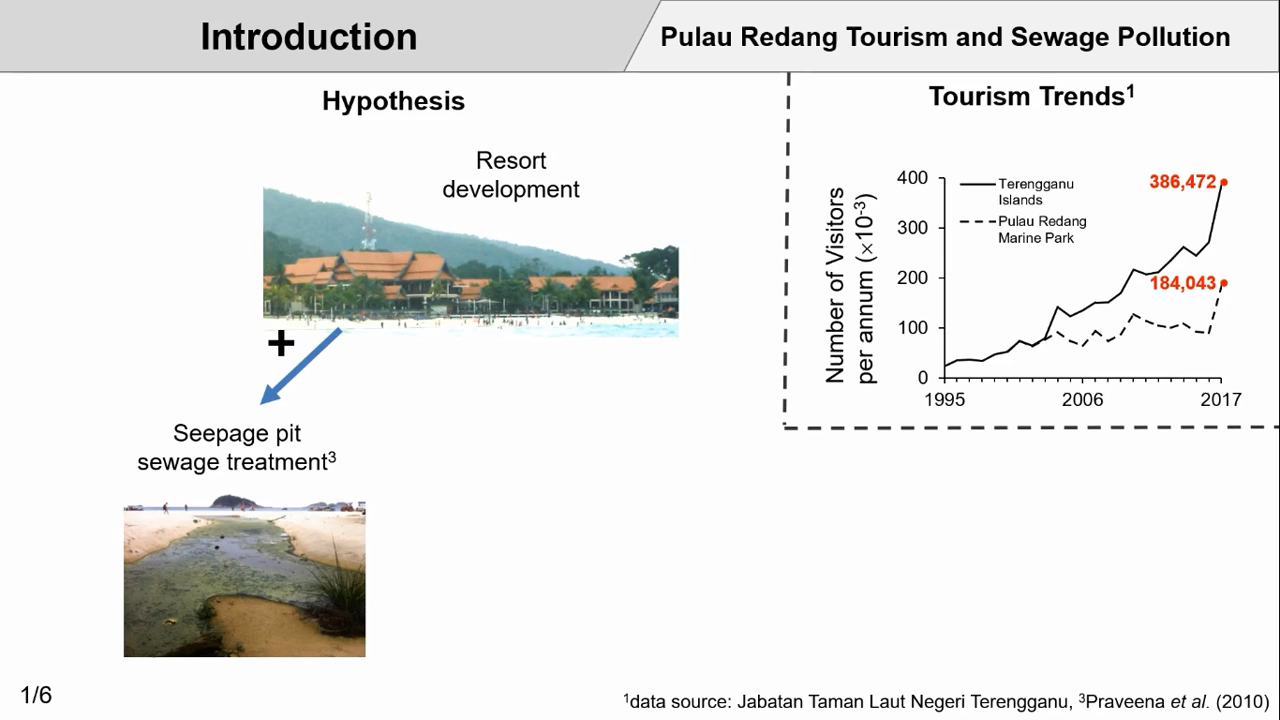 Introduction
Pulau Redang Tourism and Sewage Pollution
Hypothesis
Resort
development
+
Seepage pit
sewage treatment³
Tourism Trends¹
Number of Visitors
per annum (×10⁻³)
400
300
200
100
0
1995
2006
2017
Terengganu
Islands
Pulau Redang
Marine Park
386,472
184,043
1/6
¹data source: Jabatan Taman Laut Negeri Terengganu, ³Praveena et al. (2010)